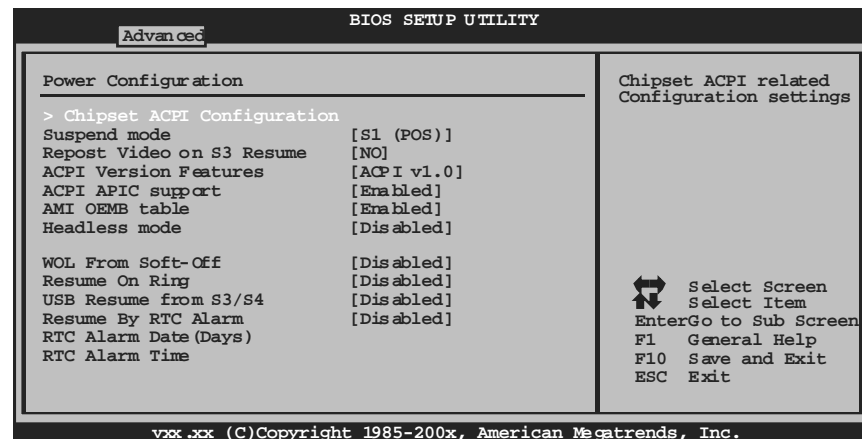 BIOS SETUP UTILITY
Advanced
Power Configuration
> Chipset ACPI Configuration
Suspend mode [S1 (POS)]
Repost Video on S3 Resume [NO]
ACPI Version Features [ACPI v1.0]
ACPI APIC support [Enabled]
AMI OEMB table [Enabled]
Headless mode [Disabled]
WOL From Soft-Off [Disabled]
Resume On Ring [Disabled]
USB Resume from S3/S4 [Disabled]
Resume By RTC Alarm [Disabled]
RTC Alarm Date(Days)
RTC Alarm Time
Chipset ACPI related
Configuration settings
Select Screen
Select Item
EnterGo to Sub Screen
F1 General Help
F10 Save and Exit
ESC Exit
vxx.xx (C)Copyright 1985-200x, American Megatrends, Inc.